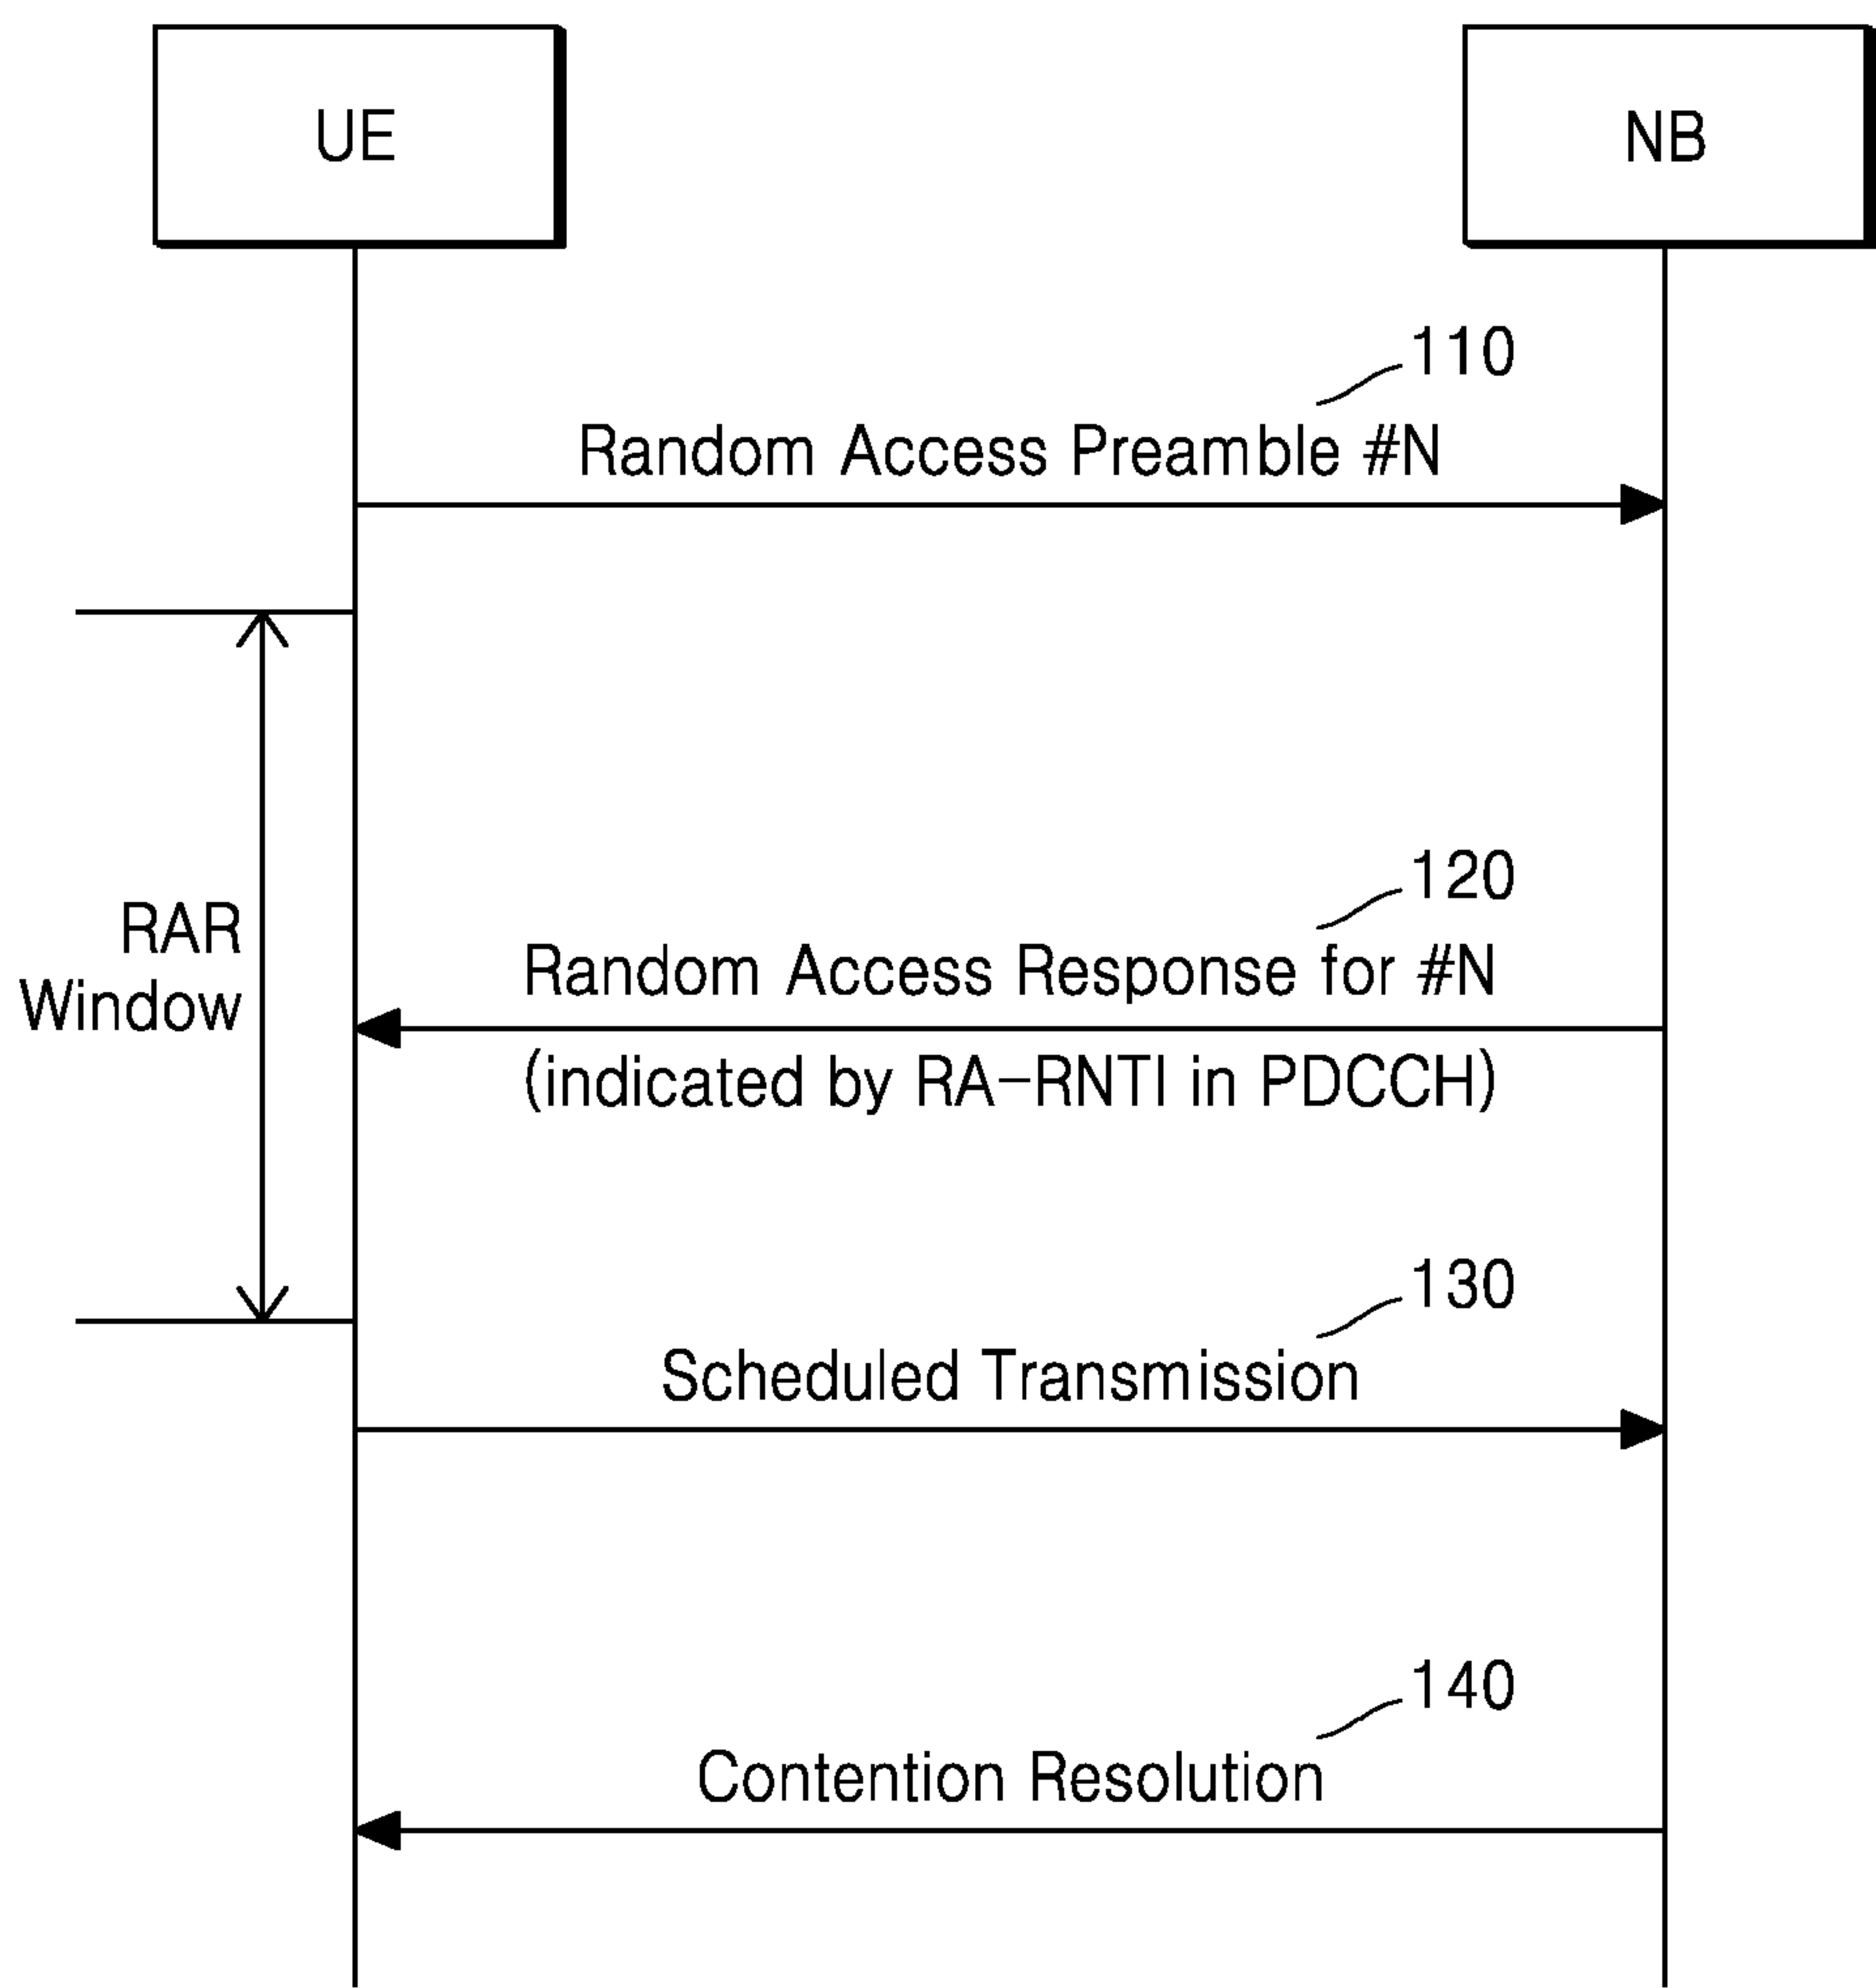 UE
NB
110
Random Access Preamble #N
RAR
Window
120
Random Access Response for #N
(indicated by RA-RNTI in PDCCH)
130
Scheduled Transmission
140
Contention Resolution